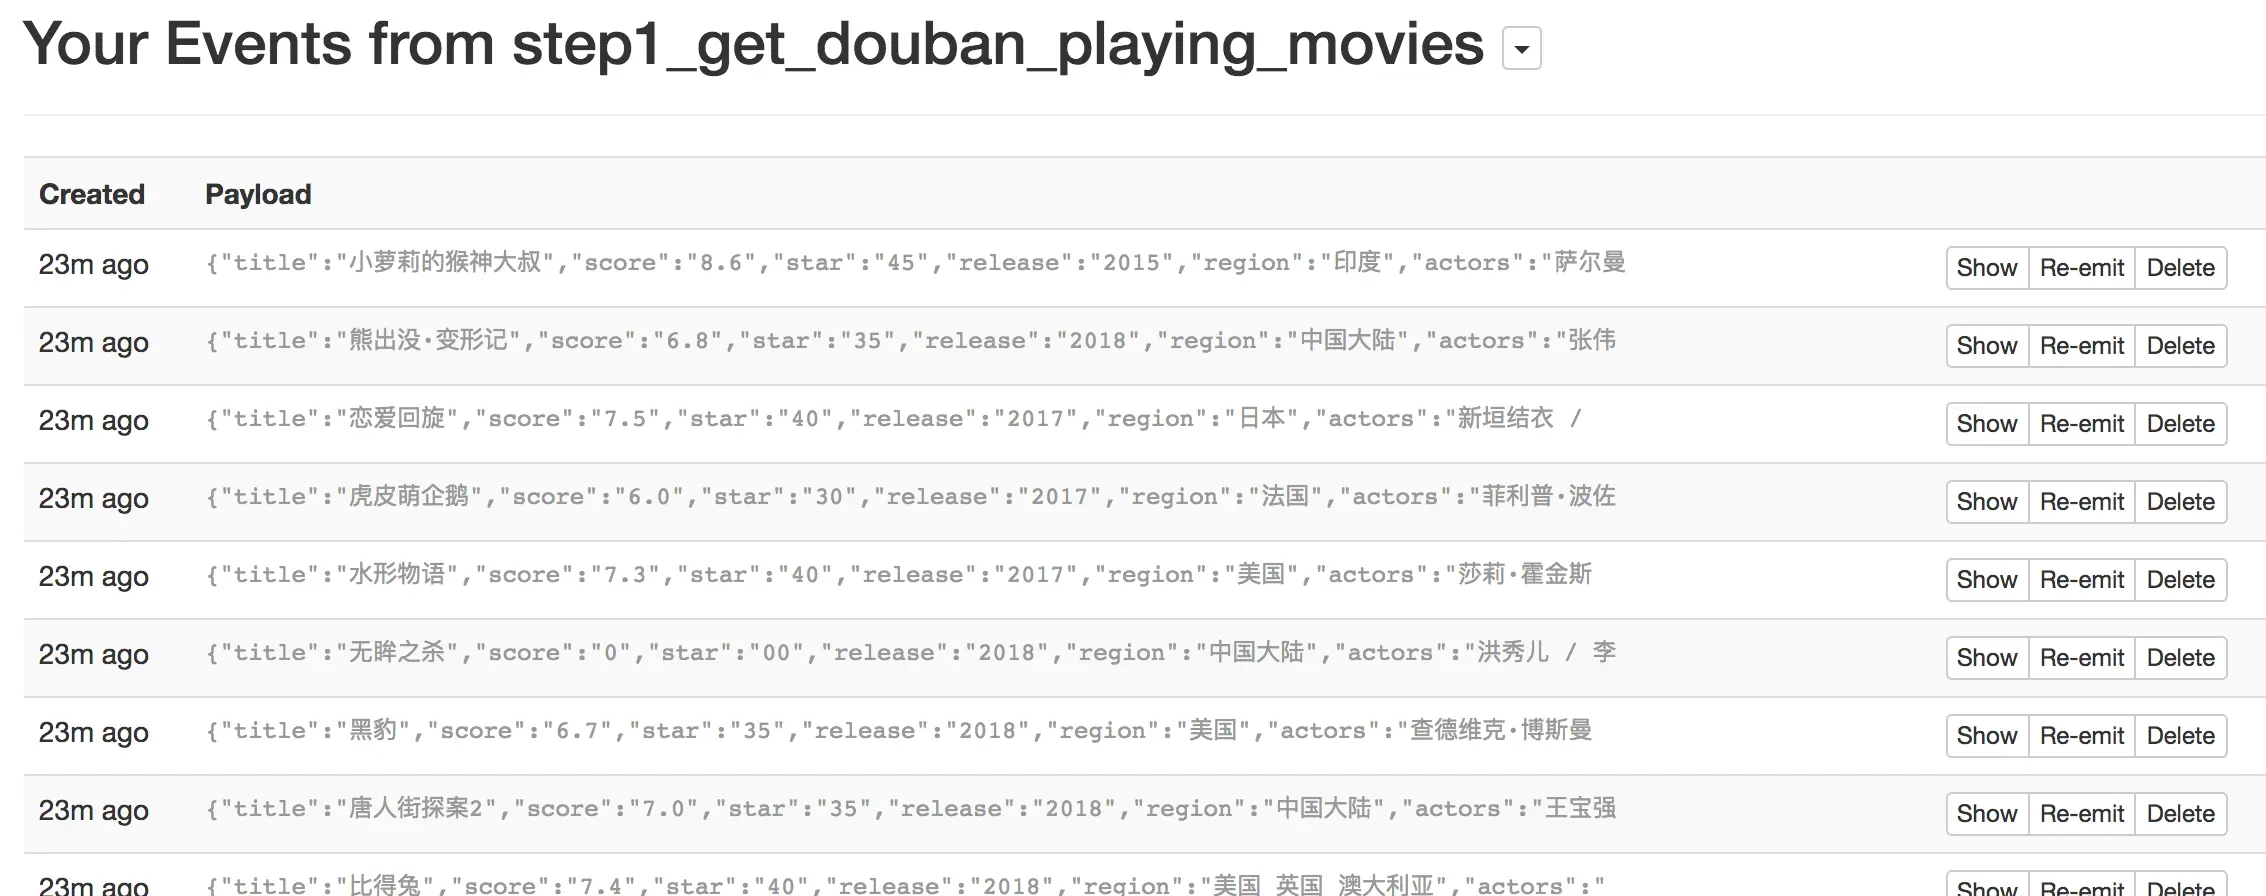 Your Events from step1_get_douban_playing_movies
Created Payload
23m ago {"title":"小萝莉的猴神大叔","score":"8.6","star":"45","release":"2015","region":"印度","actors":"萨尔曼 Show Re-emit Delete
23m ago {"title":"熊出没·变形记","score":"6.8","star":"35","release":"2018","region":"中国大陆","actors":"张伟 Show Re-emit Delete
23m ago {"title":"恋爱回旋","score":"7.5","star":"40","release":"2017","region":"日本","actors":"新垣结衣 / Show Re-emit Delete
23m ago {"title":"虎皮萌企鹅","score":"6.0","star":"30","release":"2017","region":"法国","actors":"菲利普·波佐 Show Re-emit Delete
23m ago {"title":"水形物语","score":"7.3","star":"40","release":"2017","region":"美国","actors":"莎莉·霍金斯 Show Re-emit Delete
23m ago {"title":"无眸之杀","score":"0","star":"00","release":"2018","region":"中国大陆","actors":"洪秀儿 / 李 Show Re-emit Delete
23m ago {"title":"黑豹","score":"6.7","star":"35","release":"2018","region":"美国","actors":"查德维克·博斯曼 Show Re-emit Delete
23m ago {"title":"唐人街探案2","score":"7.0","star":"35","release":"2018","region":"中国大陆","actors":"王宝强 Show Re-emit Delete
23m ago {"title":"比得兔","score":"7.4","star":"40","release":"2018","region":"美国 英国 澳大利亚","actors":" Show Re-emit Delete